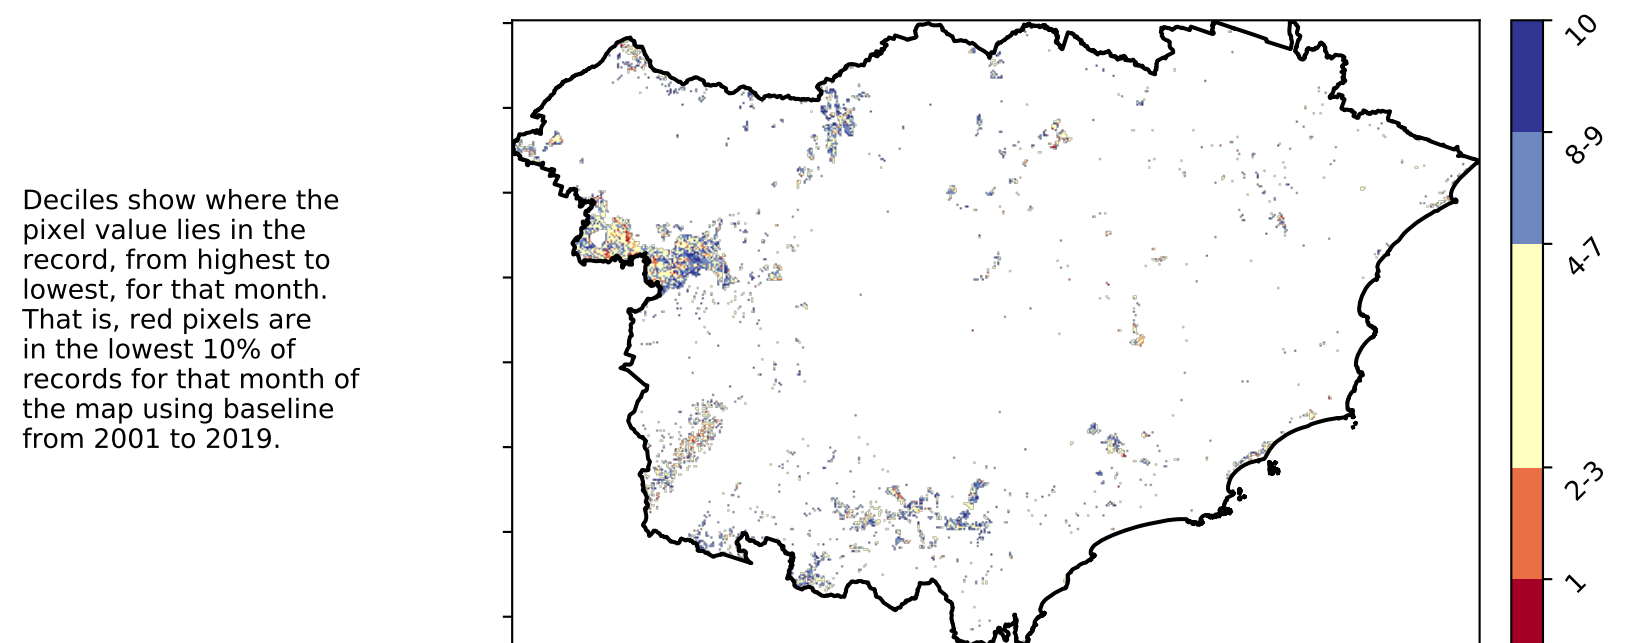 Deciles show where the
pixel value lies in the
record, from highest to
lowest, for that month.
That is, red pixels are
in the lowest 10% of
records for that month of
the map using baseline
from 2001 to 2019.
10
8-9
4-7
2-3
1